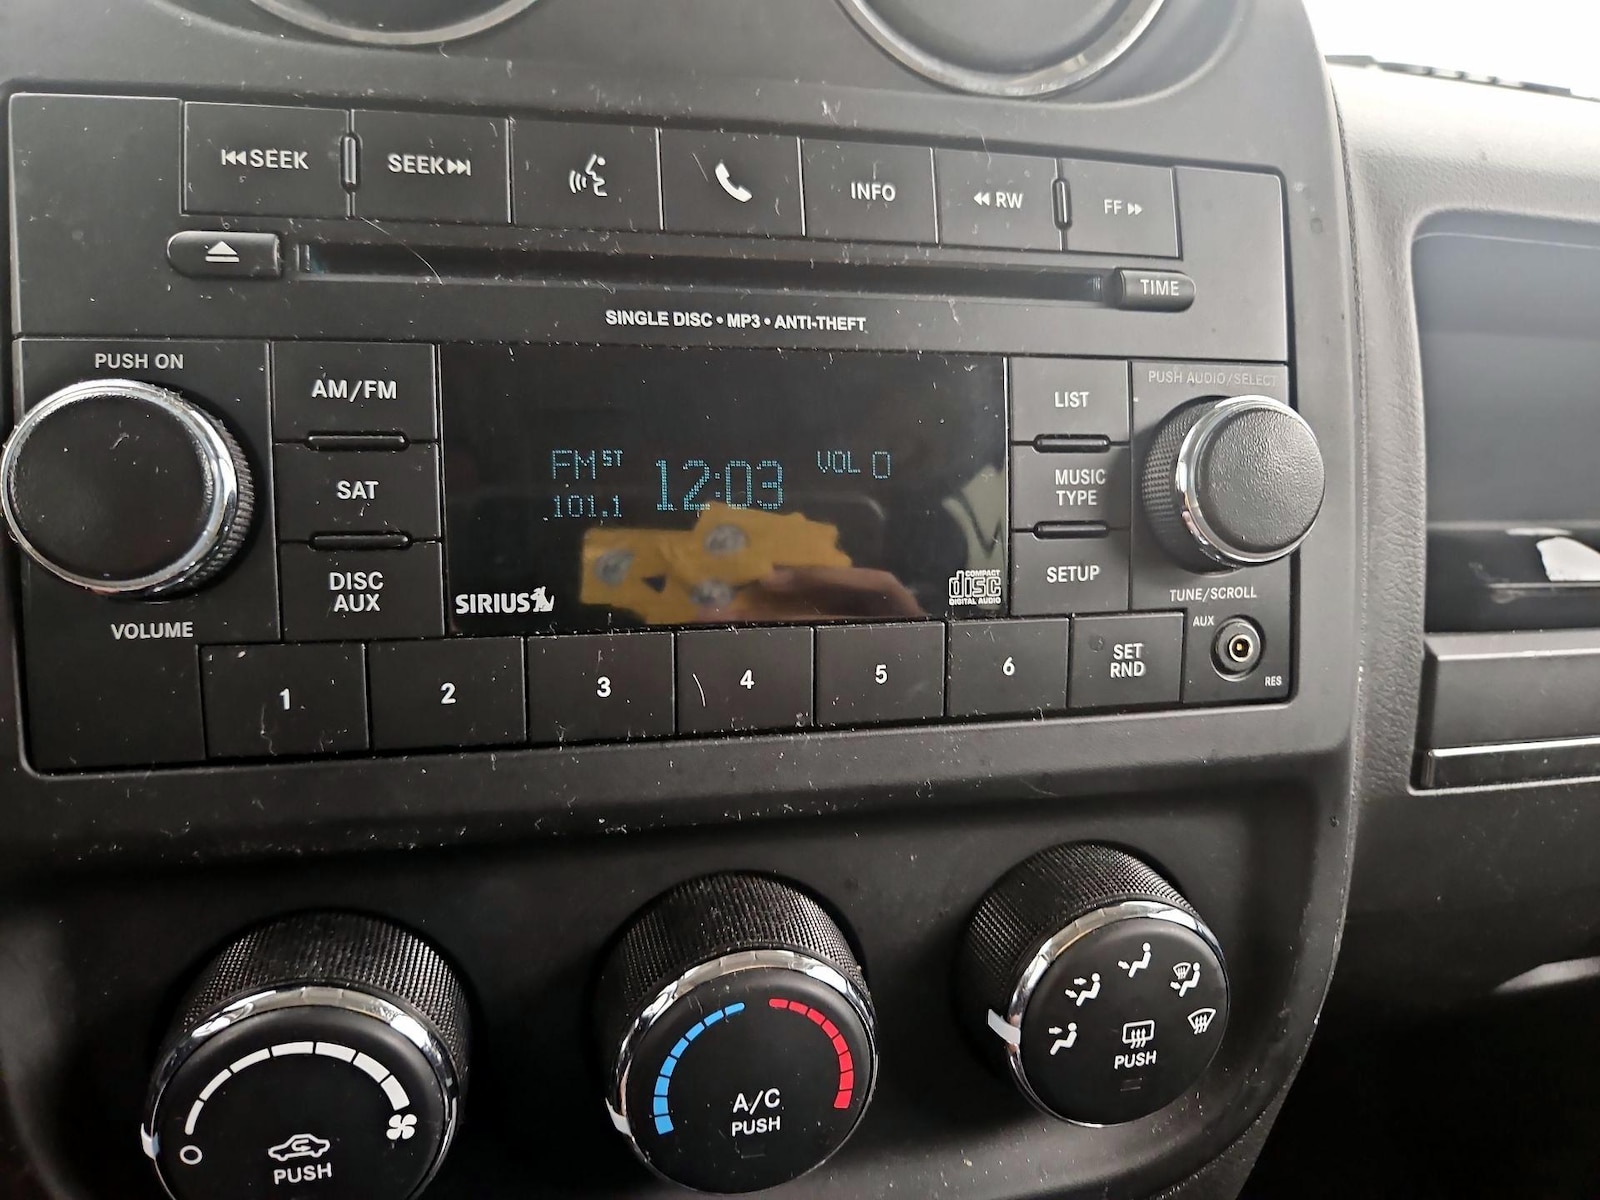 SEEK
SEEK
INFO
RW
FF
TIME
SINGLE DISC • MP3 • ANTI-THEFT
PUSH ON
VOLUME
AM/FM
SAT
DISC
AUX
FM ST
101.1
12:03
VOL 0
SIRIUS
COMPACT
disc
DIGITAL AUDIO
LIST
MUSIC
TYPE
SETUP
PUSH AUDIO/SELECT
TUNE/SCROLL
AUX
RES
1
2
3
4
5
6
SET
RND
PUSH
A/C
PUSH
PUSH